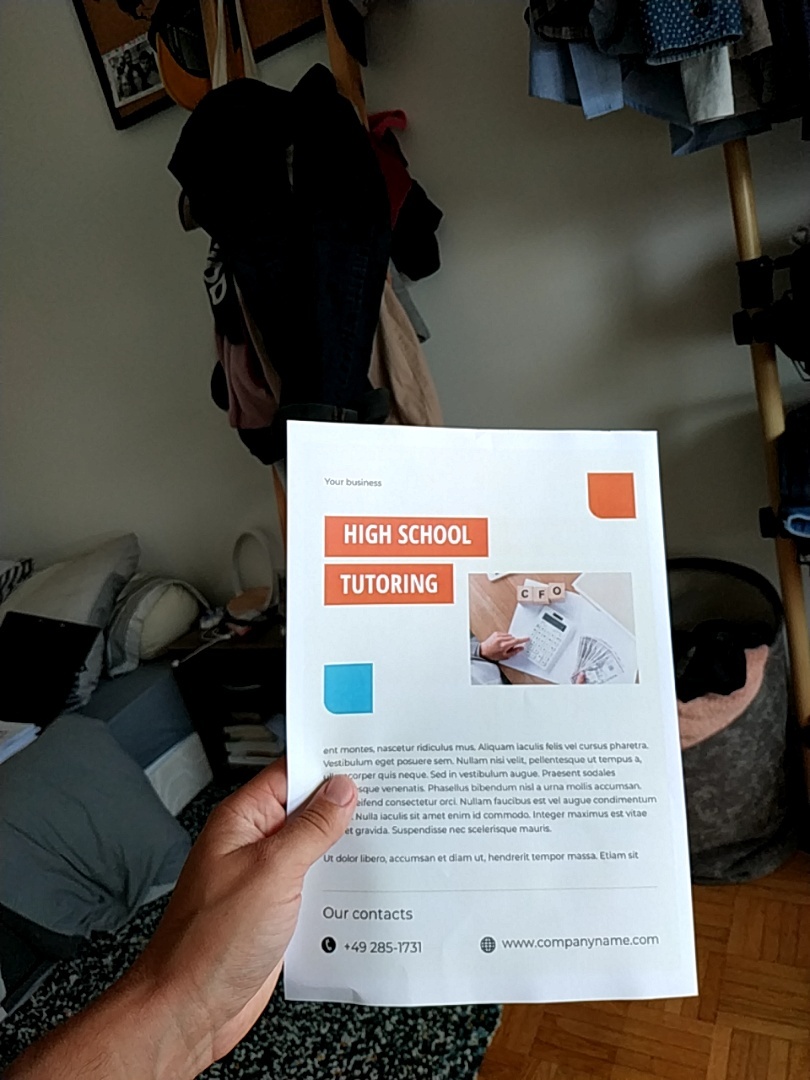 Your business
HIGH SCHOOL
TUTORING
CFO
ent montes, nascetur ridiculus mus. Aliquam iaculis felis vel cursus pharetra.
Vestibulum eget posuere sem. Nullam nisi velit, pellentesque ut tempus a,
quis neque. Sed in vestibulum augue. Praesent sodales
venenatis. Phasellus bibendum nisl a urna mollis accumsan.
consectetur orci. Nullam faucibus est vel augue condimentum
. Nulla iaculis sit amet enim id commodo. Integer maximus est vitae
et gravida. Suspendisse nec scelerisque mauris.
Ut dolor libero, accumsan et diam ut, hendrerit tempor massa. Etiam sit
Our contacts
+49 285-1731
www.companyname.com